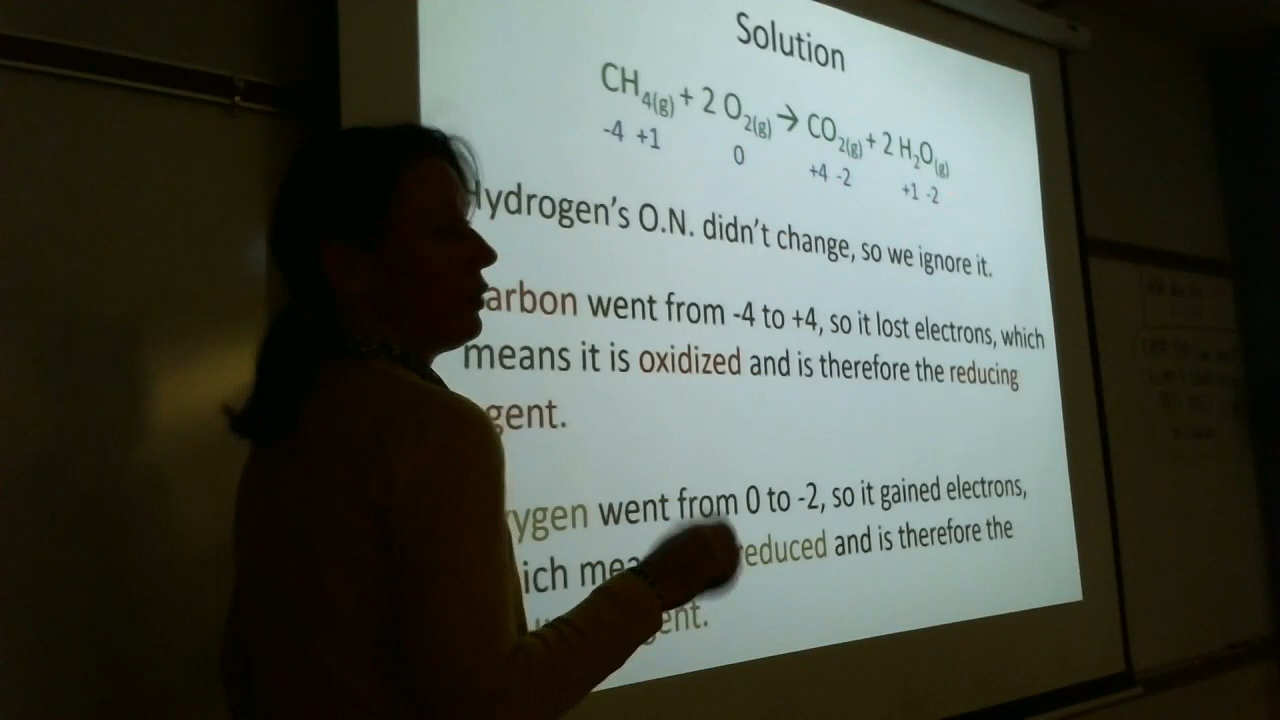 Solution
CH4(g) + 2 O2(g) → CO2(g) + 2 H2O(g)
-4 +1 0 +4 -2 +1 -2
Hydrogen's O.N. didn't change, so we ignore it.
arbon went from -4 to +4, so it lost electrons, which
means it is oxidized and is therefore the reducing
gent.
ygen went from 0 to -2, so it gained electrons,
ich mea reduced and is therefore the
ent.